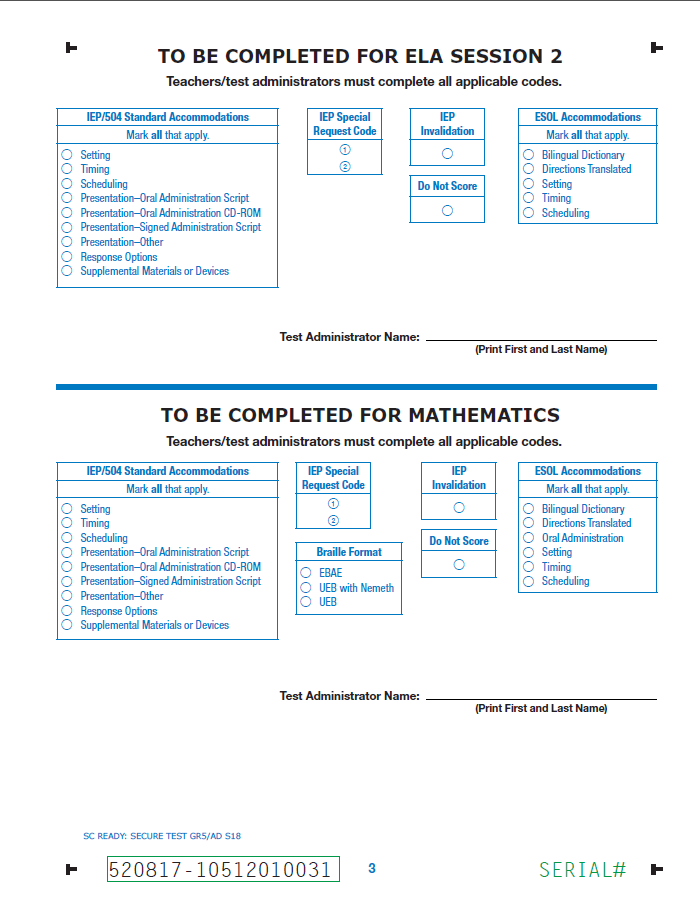 TO BE COMPLETED FOR ELA SESSION 2
Teachers/test administrators must complete all applicable codes.
IEP/504 Standard Accommodations
Mark all that apply.
Setting
Timing
Scheduling
Presentation–Oral Administration Script
Presentation–Oral Administration CD-ROM
Presentation–Signed Administration Script
Presentation–Other
Response Options
Supplemental Materials or Devices
IEP Special
Request Code
1
2
IEP
Invalidation
Do Not Score
ESOL Accommodations
Mark all that apply.
Bilingual Dictionary
Directions Translated
Setting
Timing
Scheduling
Test Administrator Name:
(Print First and Last Name)
TO BE COMPLETED FOR MATHEMATICS
Teachers/test administrators must complete all applicable codes.
IEP/504 Standard Accommodations
Mark all that apply.
Setting
Timing
Scheduling
Presentation–Oral Administration Script
Presentation–Oral Administration CD-ROM
Presentation–Signed Administration Script
Presentation–Other
Response Options
Supplemental Materials or Devices
IEP Special
Request Code
1
2
Braille Format
EBAE
UEB with Nemeth
UEB
IEP
Invalidation
Do Not Score
ESOL Accommodations
Mark all that apply.
Bilingual Dictionary
Directions Translated
Oral Administration
Setting
Timing
Scheduling
Test Administrator Name:
(Print First and Last Name)
SC READY: SECURE TEST GR5/AD S18
520817-10512010031
3
SERIAL#